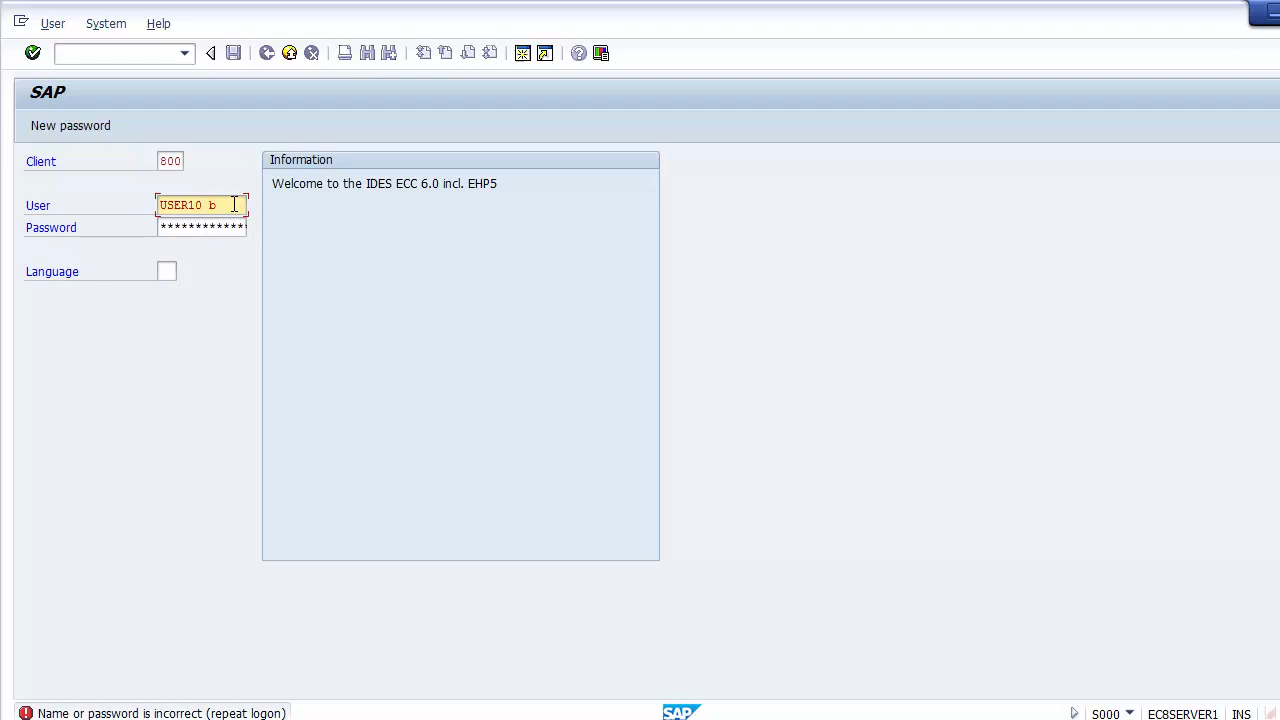 User System Help
SAP
New password
Client 800
Information
Welcome to the IDES ECC 6.0 incl. EHP5
User USER10 b
Password ************
Language
Name or password is incorrect (repeat logon)
SAP
S000 EC8SERVER1 INS